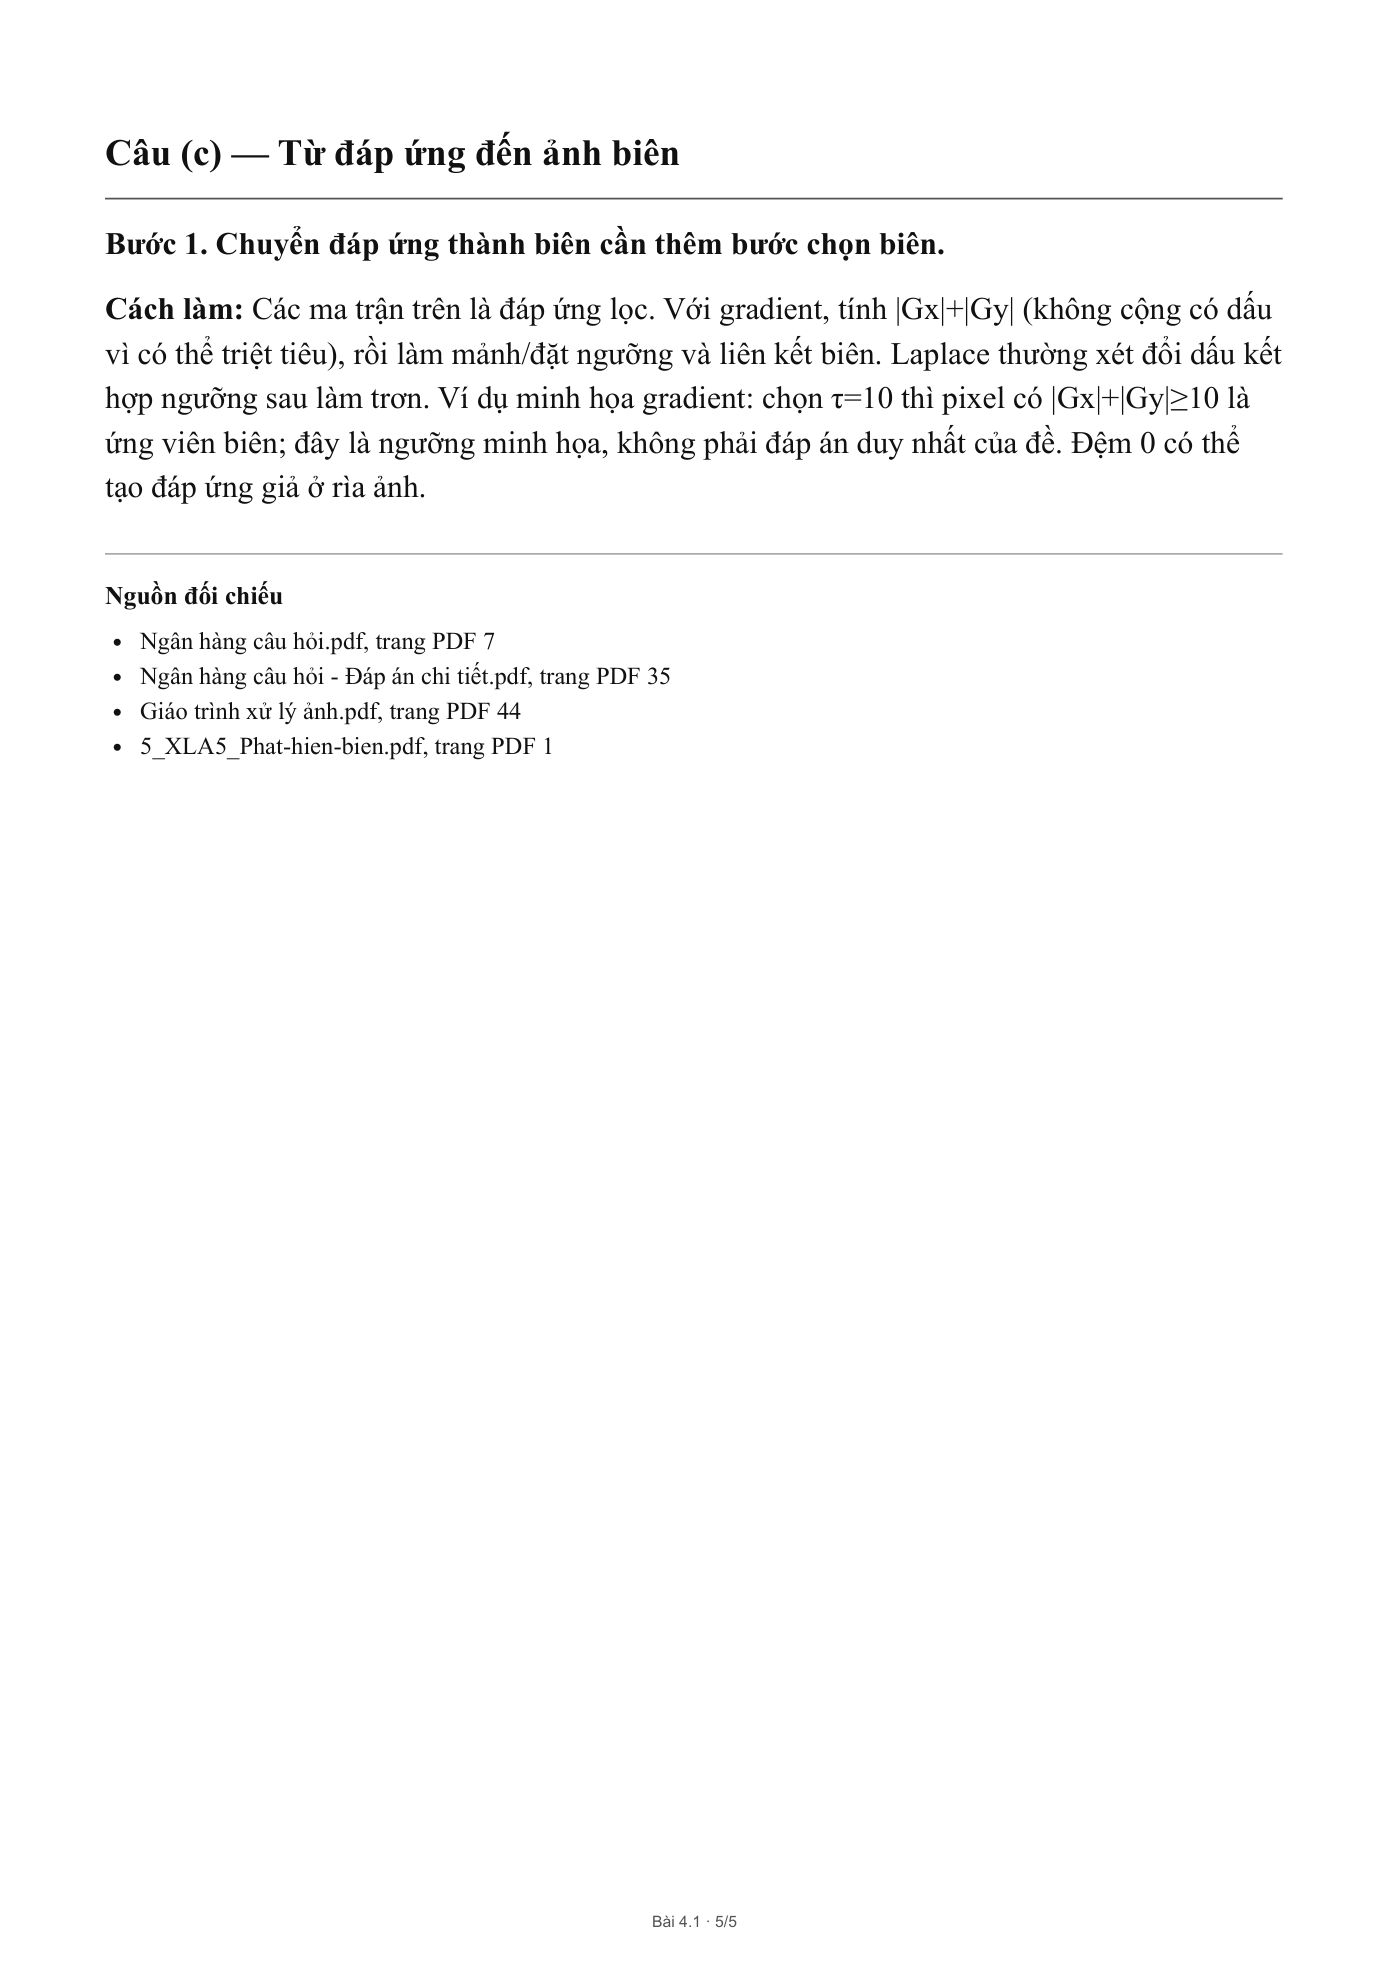 Câu (c) — Từ đáp ứng đến ảnh biên
Bước 1. Chuyển đáp ứng thành biên cần thêm bước chọn biên.
Cách làm: Các ma trận trên là đáp ứng lọc. Với gradient, tính |Gx|+|Gy| (không cộng có dấu
vì có thể triệt tiêu), rồi làm mảnh/đặt ngưỡng và liên kết biên. Laplace thường xét đổi dấu kết
hợp ngưỡng sau làm trơn. Ví dụ minh họa gradient: chọn τ=10 thì pixel có |Gx|+|Gy|≥10 là
ứng viên biên; đây là ngưỡng minh họa, không phải đáp án duy nhất của đề. Đệm 0 có thể
tạo đáp ứng giả ở rìa ảnh.
Nguồn đối chiếu
• Ngân hàng câu hỏi.pdf, trang PDF 7
• Ngân hàng câu hỏi - Đáp án chi tiết.pdf, trang PDF 35
• Giáo trình xử lý ảnh.pdf, trang PDF 44
• 5_XLA5_Phat-hien-bien.pdf, trang PDF 1
Bài 4.1 · 5/5